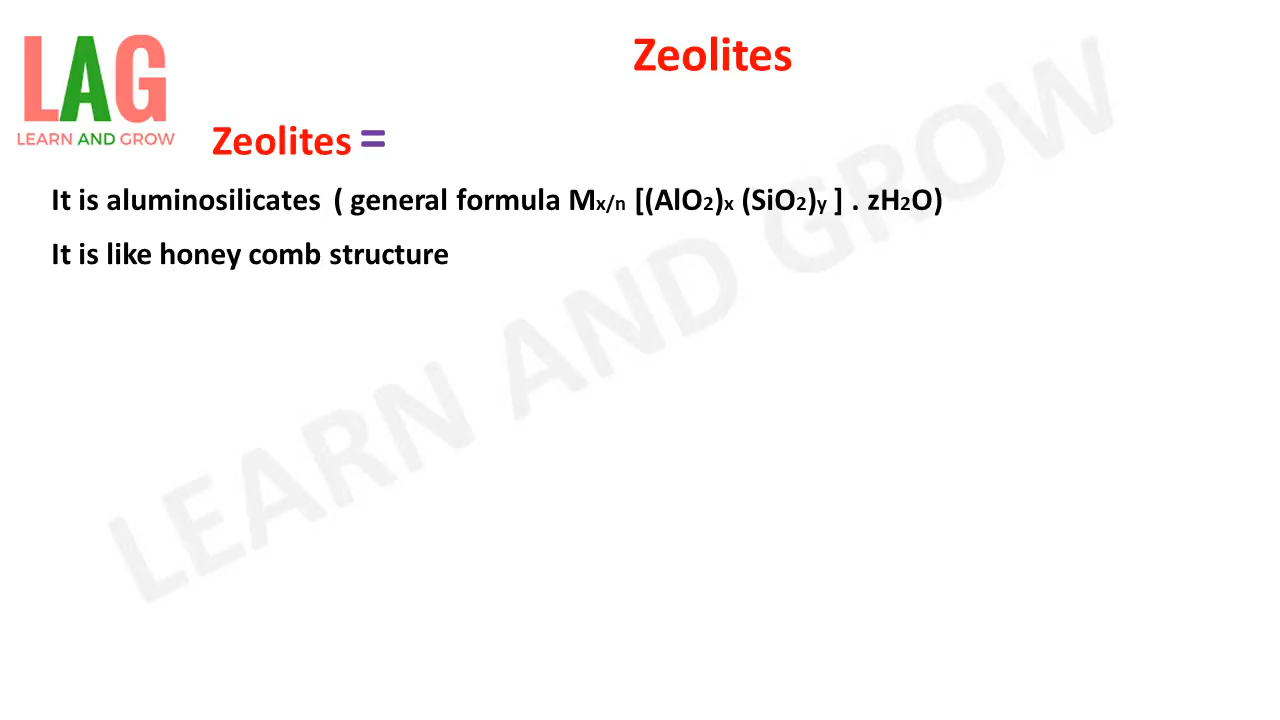 LAG
LEARN AND GROW
Zeolites
Zeolites =
It is aluminosilicates ( general formula Mx/n [(AlO2)x (SiO2)y ] . zH2O)
It is like honey comb structure
LEARN AND GROW